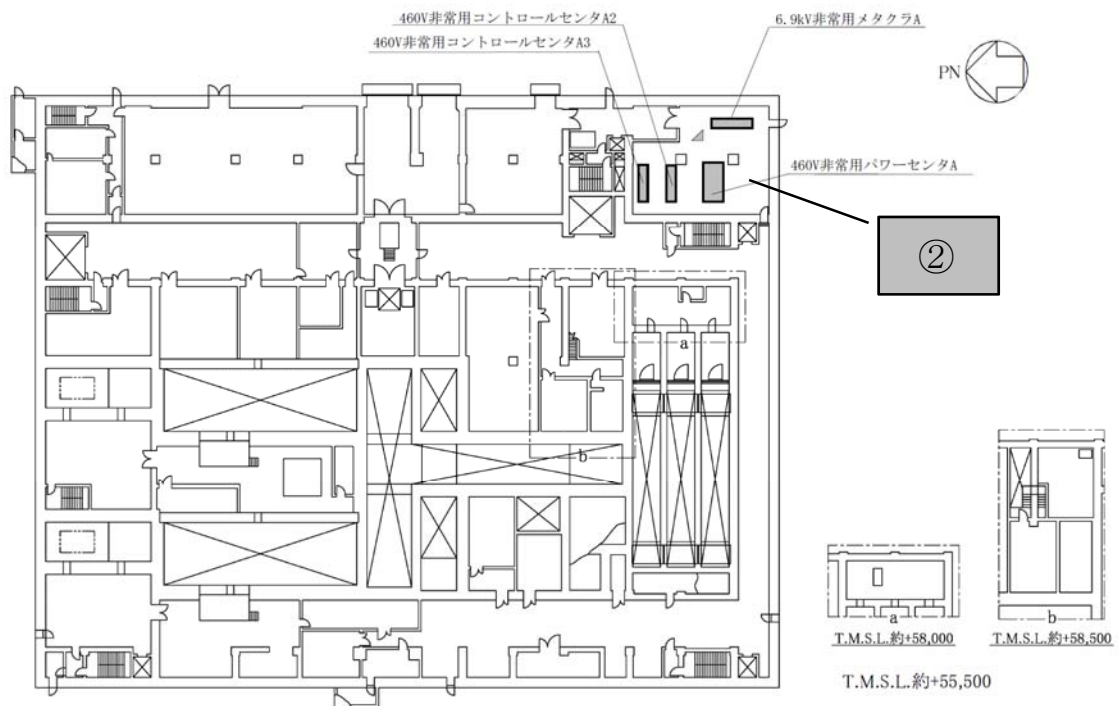 460V非常用コントロールセンタA2
6.9kV非常用メタクラA
460V非常用コントロールセンタA3
PN
460V非常用パワーセンタA
②
a
b
a
b
T.M.S.L.約+58,000
T.M.S.L.約+58,500
T.M.S.L.約+55,500